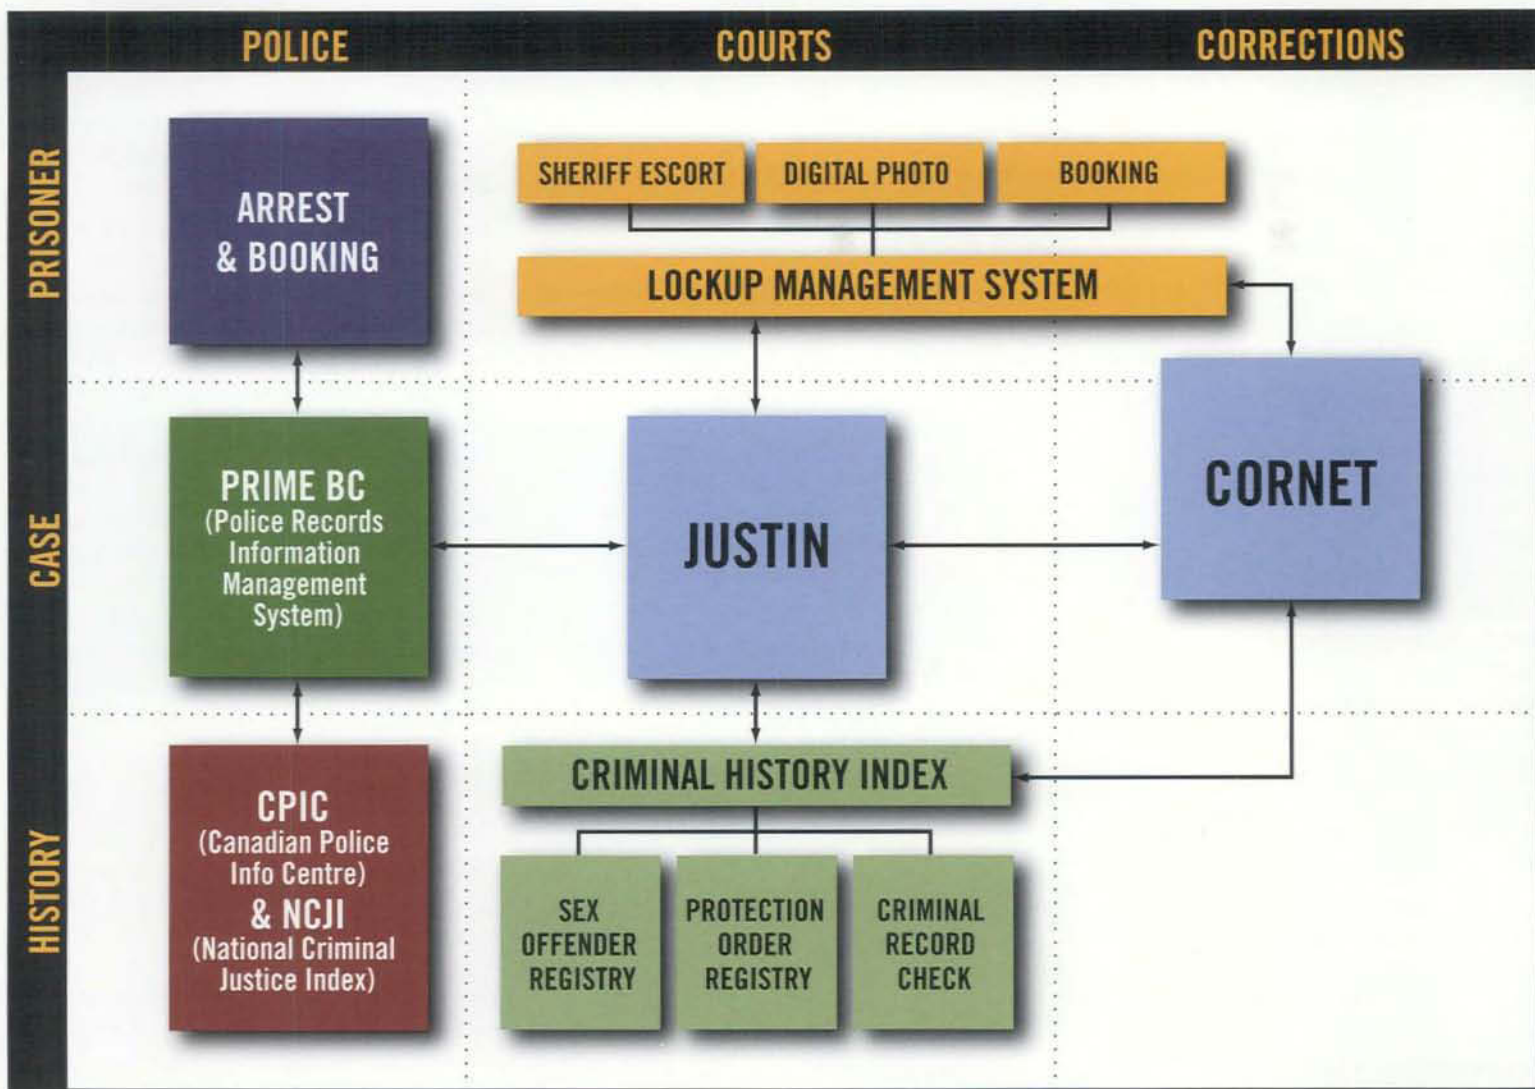 POLICE
COURTS
CORRECTIONS
PRISONER
ARREST
& BOOKING
SHERIFF ESCORT
DIGITAL PHOTO
BOOKING
LOCKUP MANAGEMENT SYSTEM
CASE
PRIME BC
(Police Records
Information
Management
System)
JUSTIN
CORNET
HISTORY
CPIC
(Canadian Police
Info Centre)
& NCJI
(National Criminal
Justice Index)
CRIMINAL HISTORY INDEX
SEX
OFFENDER
REGISTRY
PROTECTION
ORDER
REGISTRY
CRIMINAL
RECORD
CHECK